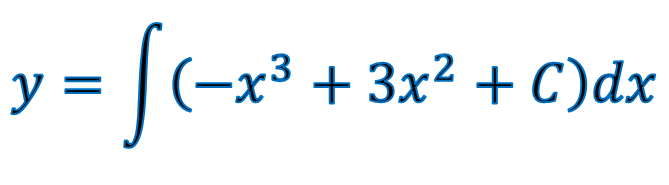 y = ∫(−x³ + 3x² + C)dx